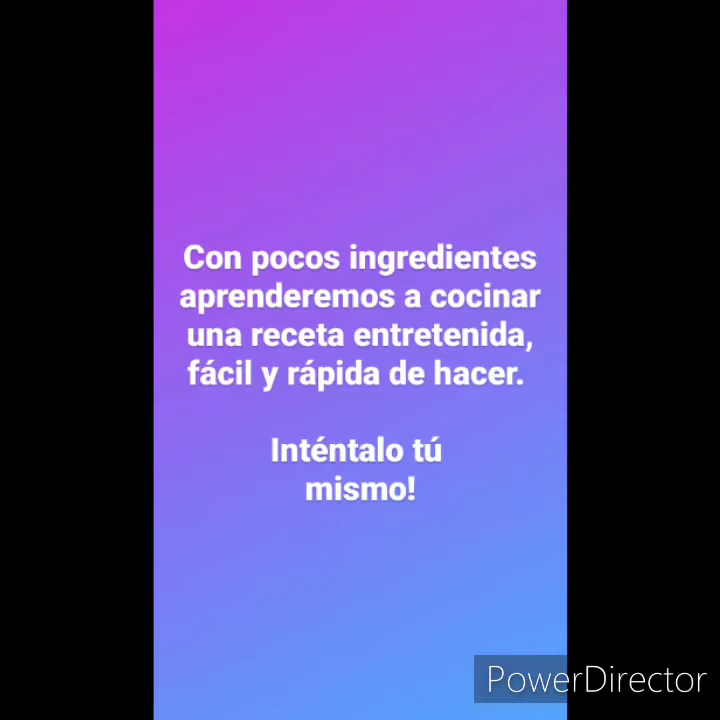 Con pocos ingredientes
aprenderemos a cocinar
una receta entretenida,
fácil y rápida de hacer.
Inténtalo tú
mismo!
PowerDirector